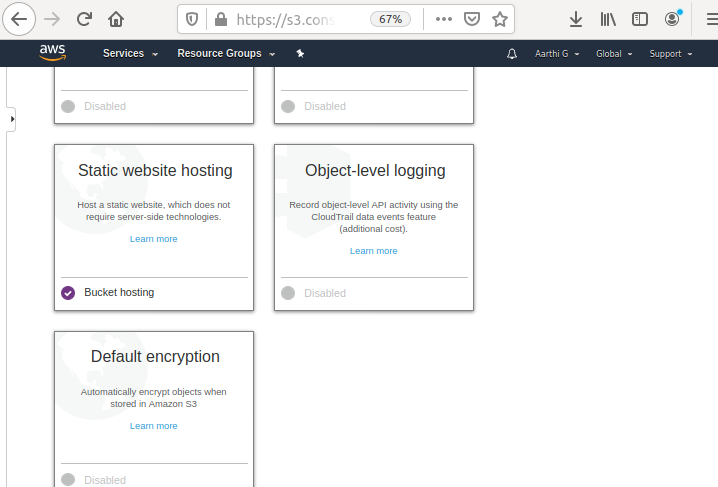 https://s3.cons
67%
aws
Services
Resource Groups
Aarthi G
Global
Support
Disabled
Disabled
Static website hosting
Host a static website, which does not
require server-side technologies.
Learn more
Bucket hosting
Object-level logging
Record object-level API activity using the
CloudTrail data events feature
(additional cost).
Learn more
Disabled
Default encryption
Automatically encrypt objects when
stored in Amazon S3
Learn more
Disabled